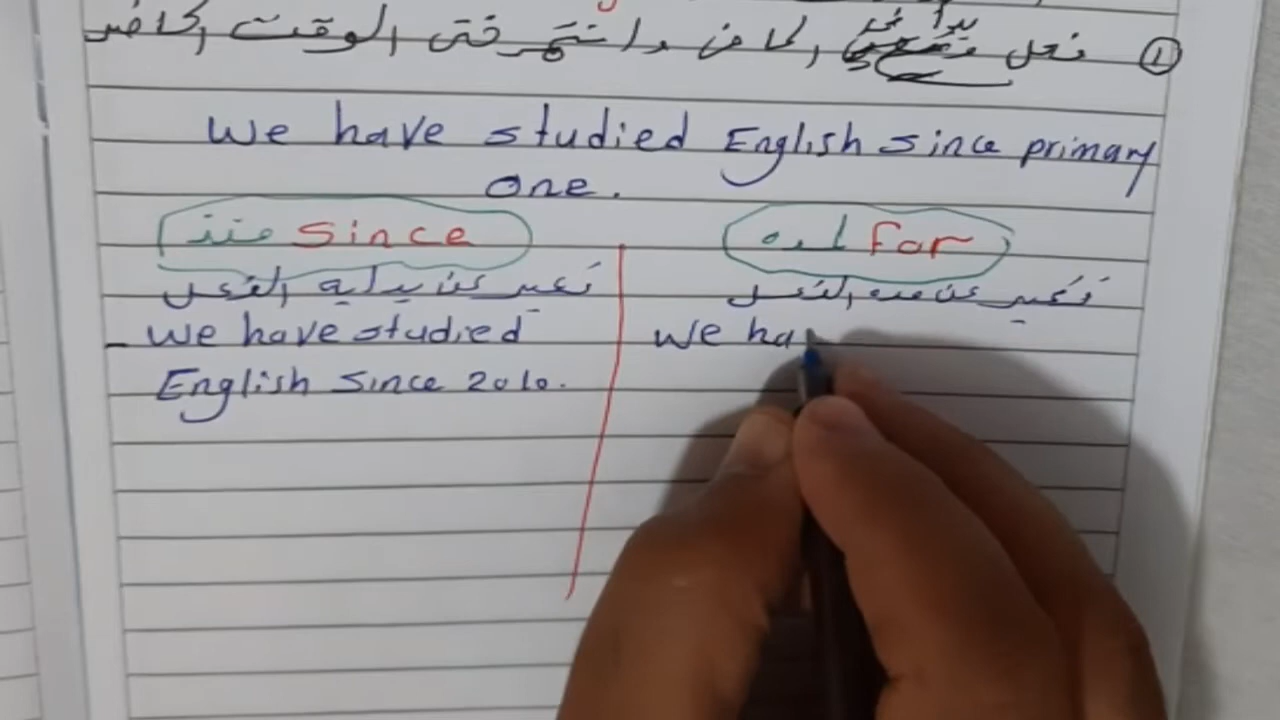 ① فعل بدأ في الماضي واستمر حتى الوقت الحاضر
We have studied English since primary
one.
منذ since
تعبر عن بداية الفعل
We have studied
English since 2010.
لمدة for
تعبر عن مدة الفعل
We ha